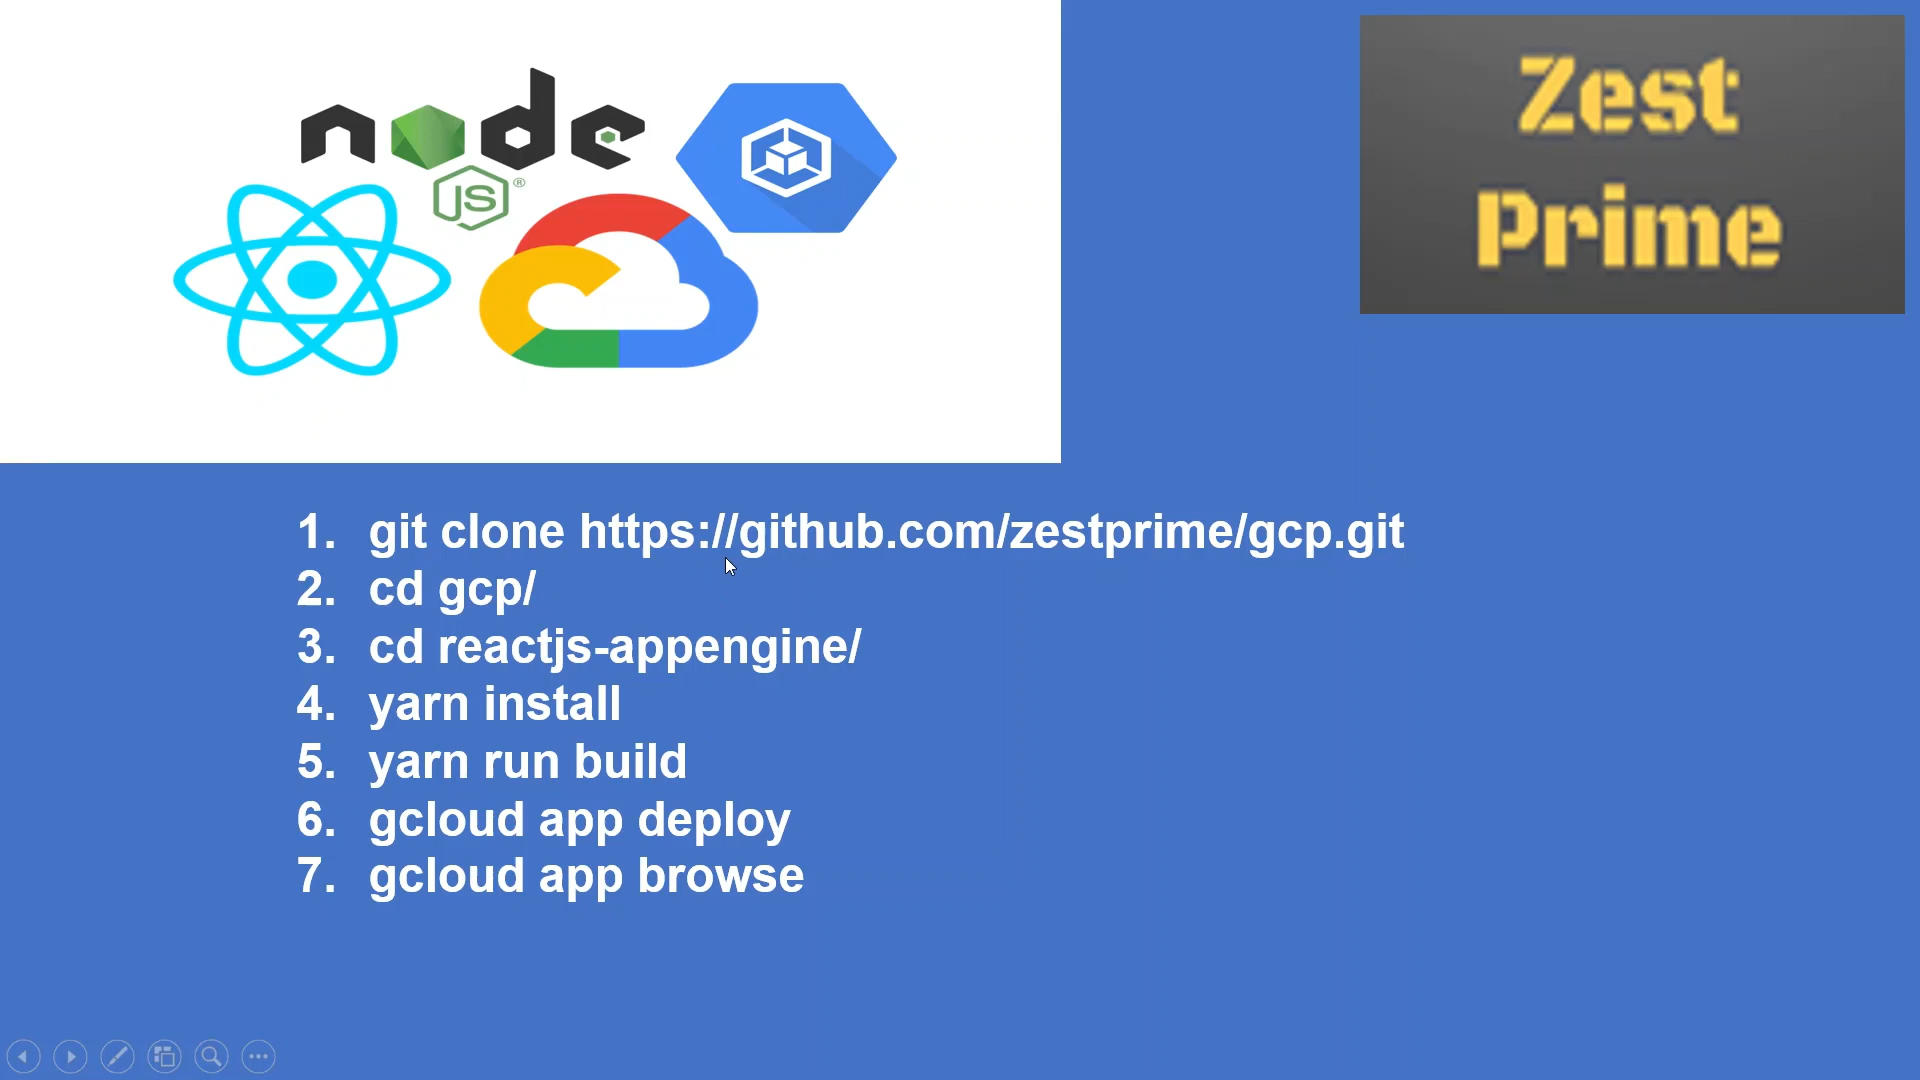 node
JS ®
Zest
Prime
1. git clone https://github.com/zestprime/gcp.git
2. cd gcp/
3. cd reactjs-appengine/
4. yarn install
5. yarn run build
6. gcloud app deploy
7. gcloud app browse